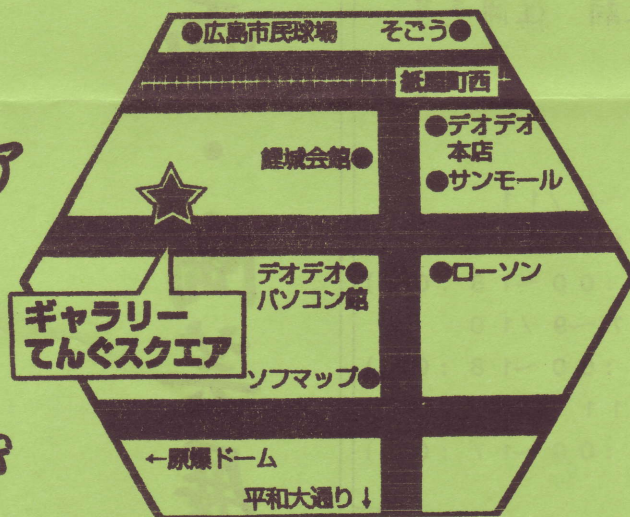 ●広島市民球場　そごう●
紙屋町西
鯉城会館●
●デオデオ
本店
●サンモール
デオデオ●
パソコン館
●ローソン
ギャラリー
てんぐスクエア
ソフマップ●
←原爆ドーム
平和大通り↓